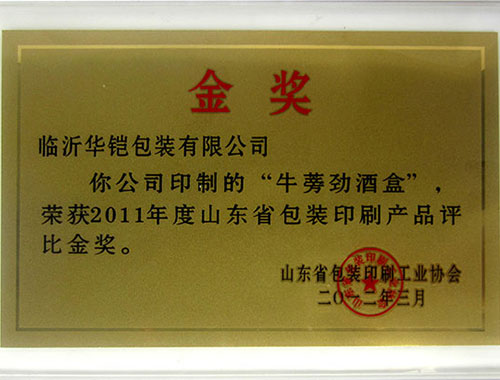 金奖
临沂华铠包装有限公司
你公司印制的“牛蒡劲酒盒”，
荣获2011年度山东省包装印刷产品评
比金奖。
山东省包装印刷工业协会
二〇一二年三月